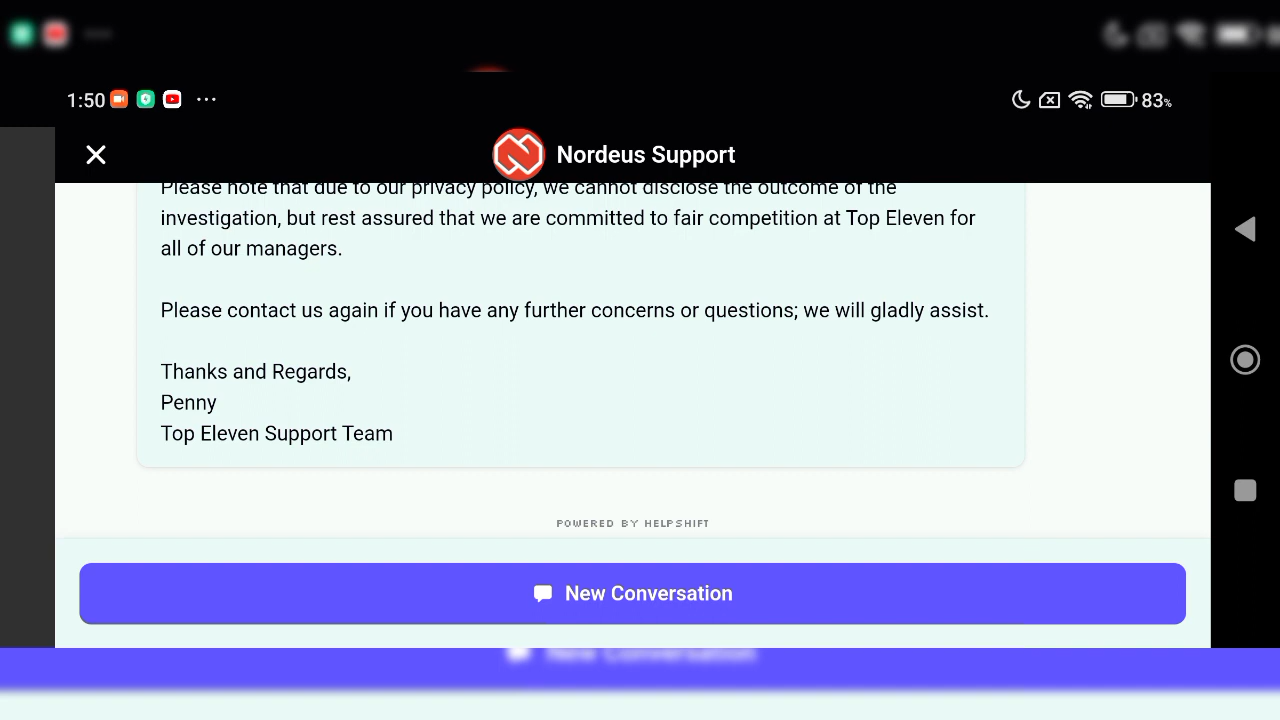 1:50
83%
Nordeus Support
Please note that due to our privacy policy, we cannot disclose the outcome of the
investigation, but rest assured that we are committed to fair competition at Top Eleven for
all of our managers.
Please contact us again if you have any further concerns or questions; we will gladly assist.
Thanks and Regards,
Penny
Top Eleven Support Team
POWERED BY HELPSHIFT
New Conversation
New Conversation